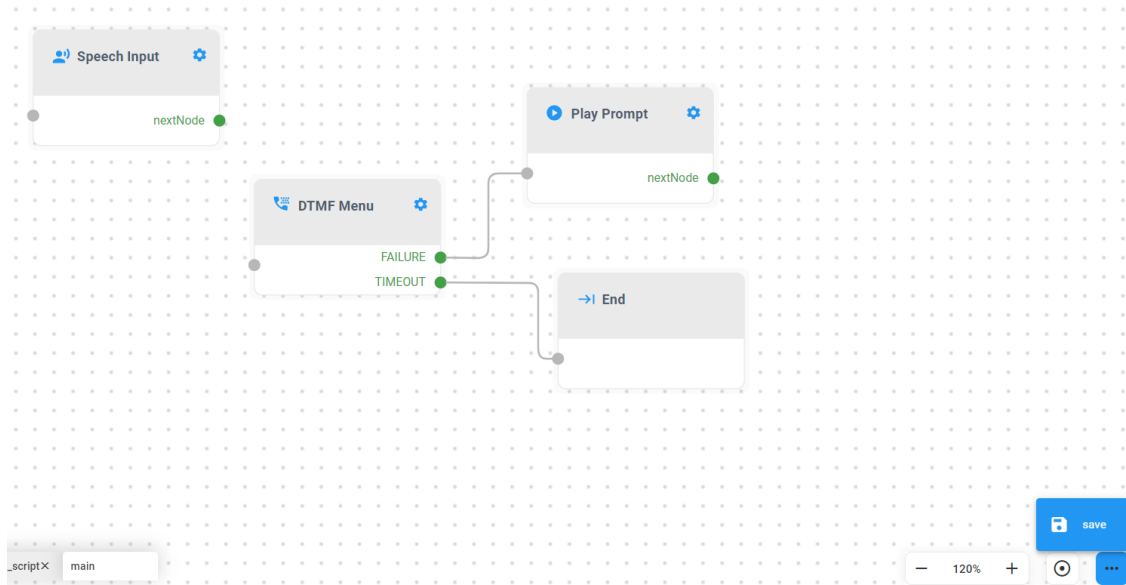 Speech Input
nextNode
Play Prompt
nextNode
DTMF Menu
FAILURE
TIMEOUT
End
save
_script
main
120%